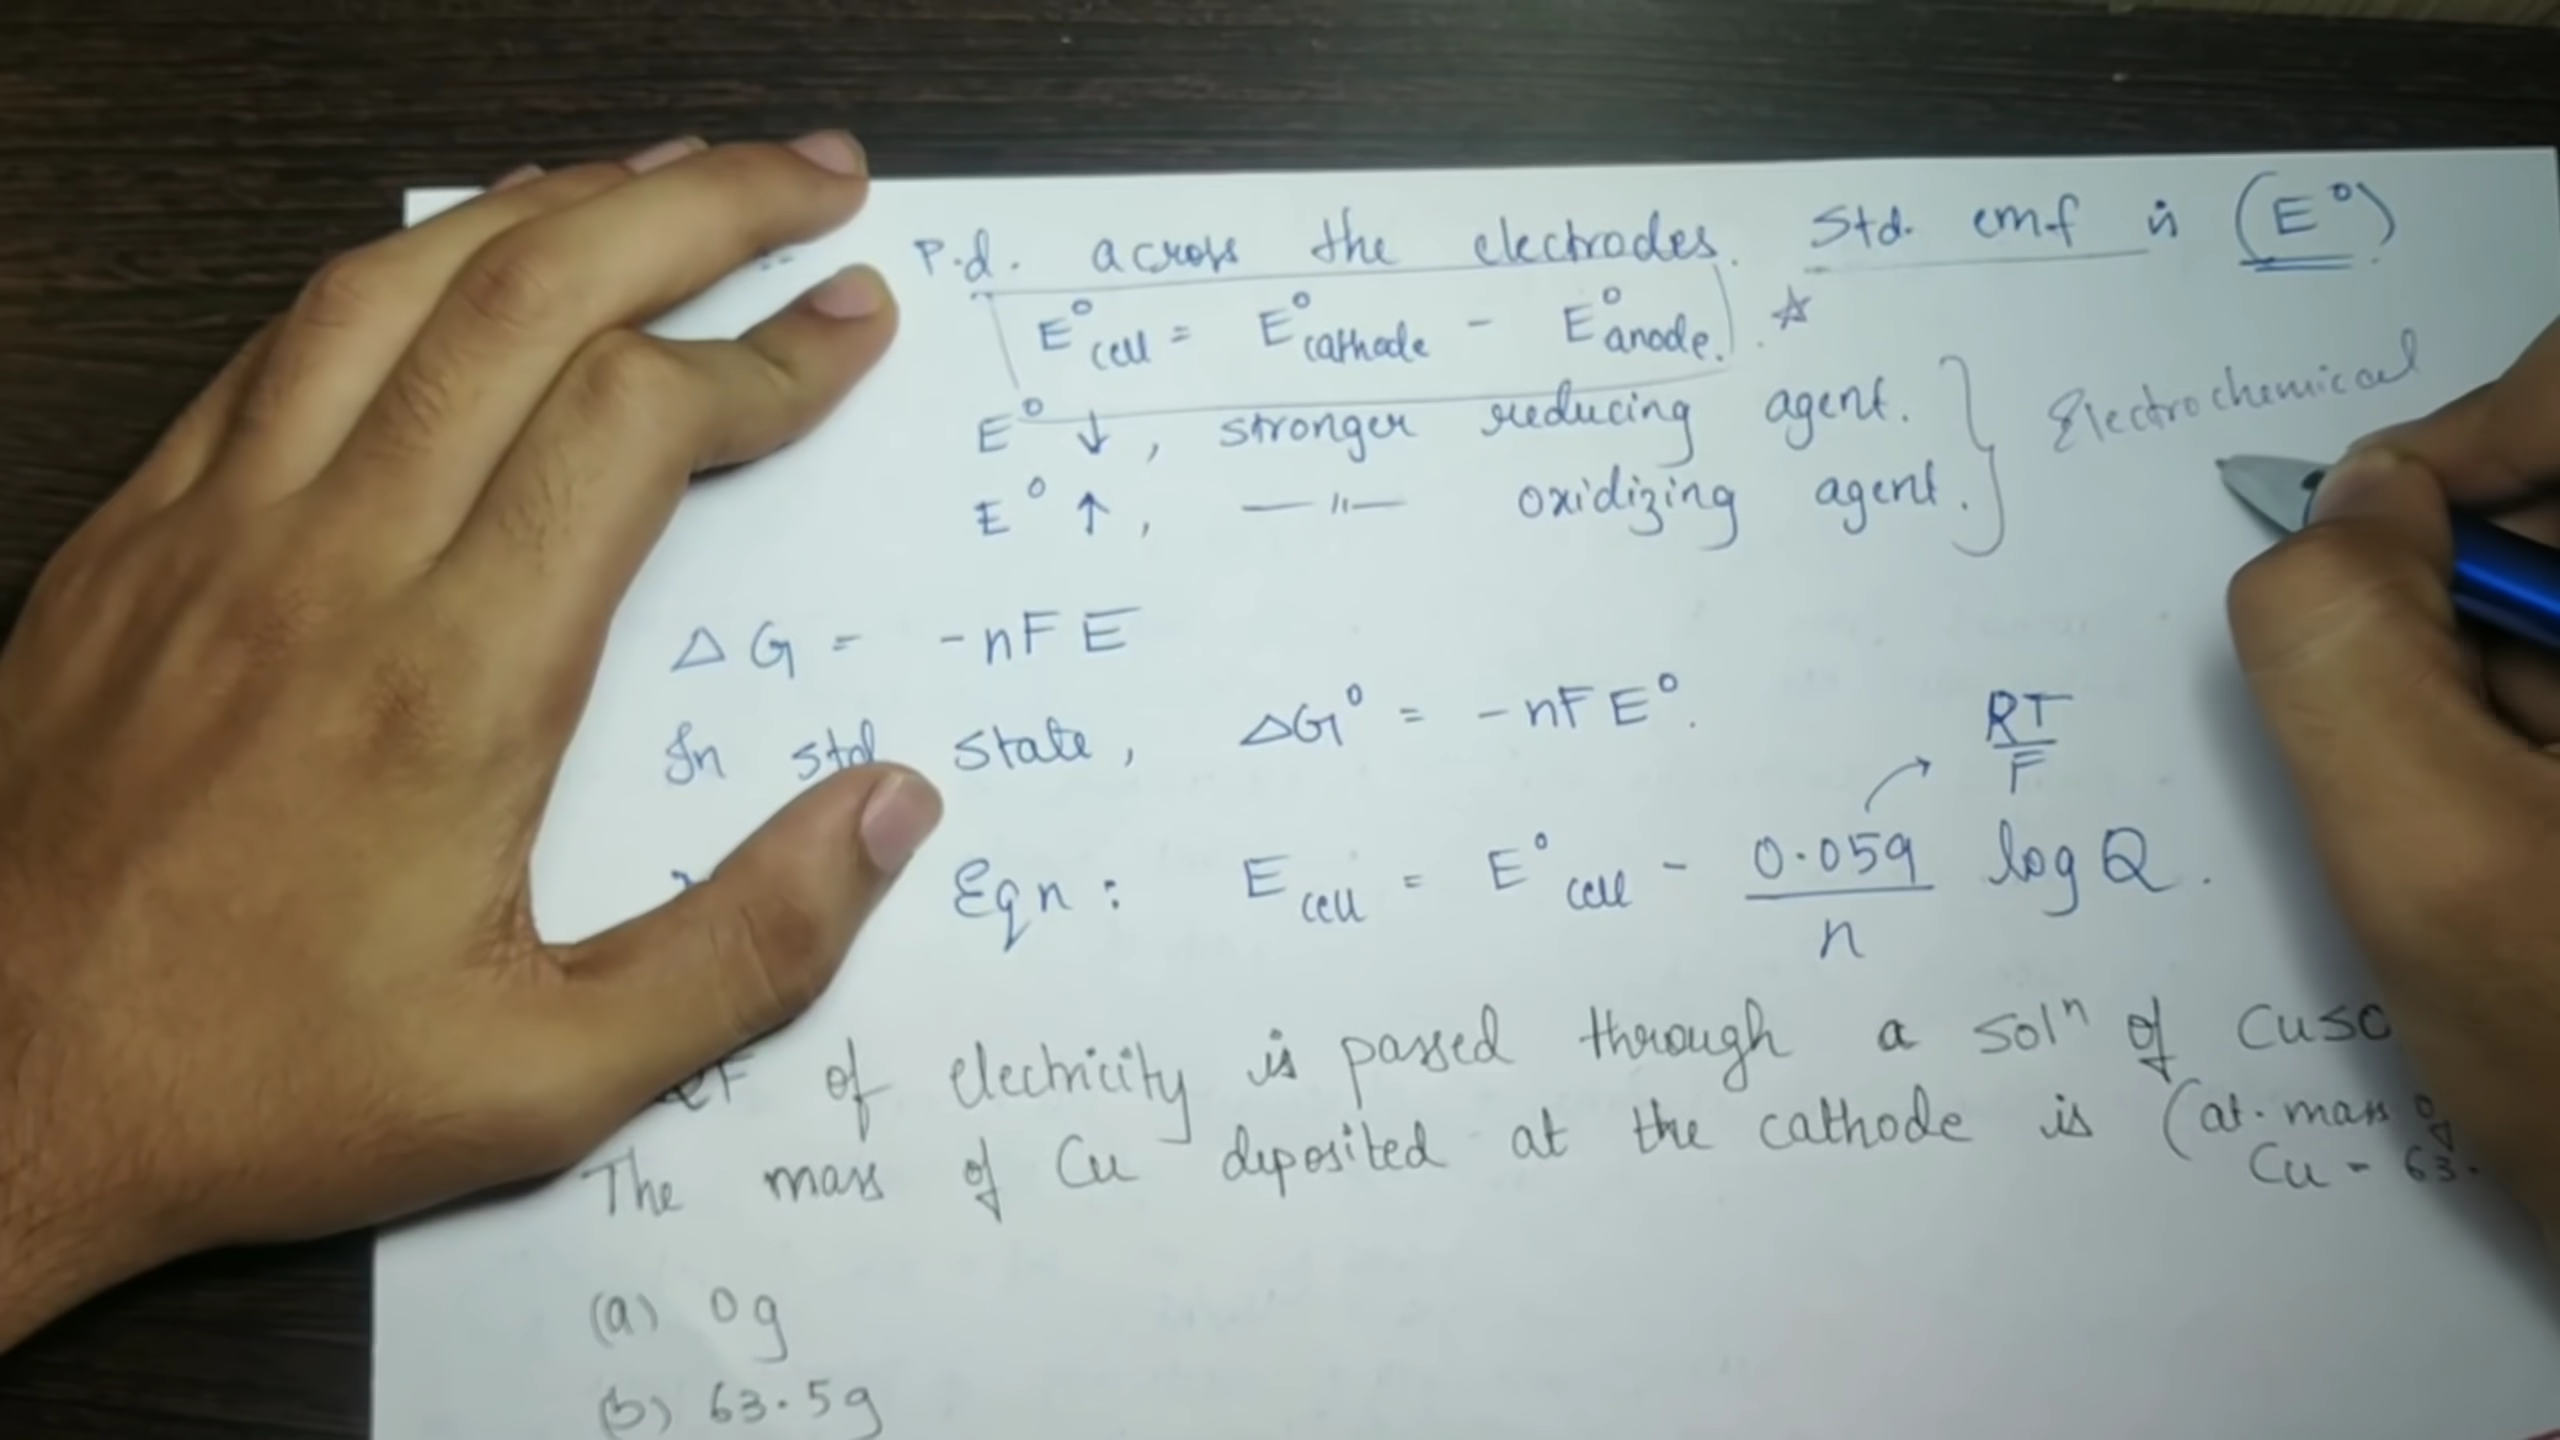 P.d. across the electrodes. Std. emf is (E°)
E°cell = E°cathode - E°anode. ☆
E° ↓, stronger reducing agent. } Electrochemical
E° ↑, —"— oxidizing agent.
ΔG = -nFE
In std state, ΔG° = -nFE°.
RT/F
Eqn: Ecell = E°cell - 0.059/n log Q.
F of electricity is passed through a solⁿ of CuSO
The mass of Cu deposited at the cathode is (at. mass of
Cu - 63.
(a) 0g
(b) 63.5g